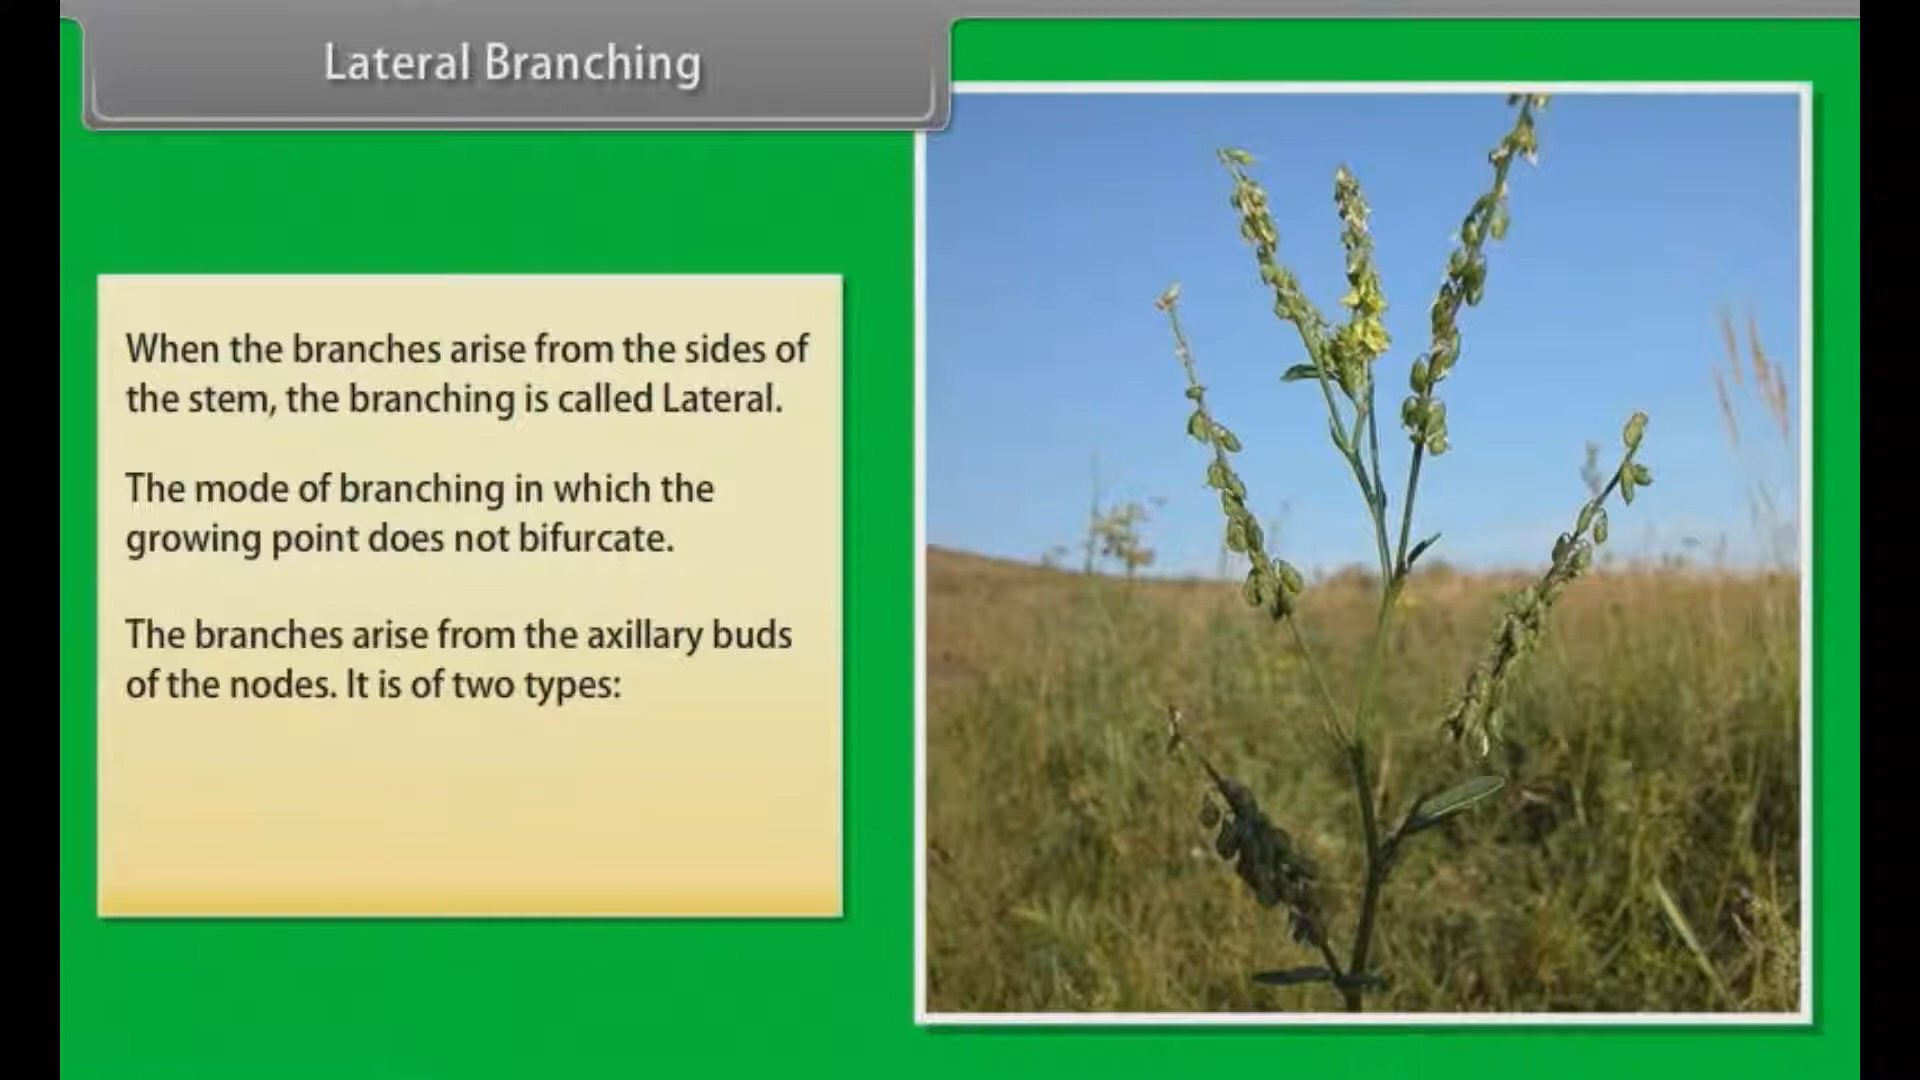 Lateral Branching
When the branches arise from the sides of
the stem, the branching is called Lateral.
The mode of branching in which the
growing point does not bifurcate.
The branches arise from the axillary buds
of the nodes. It is of two types: